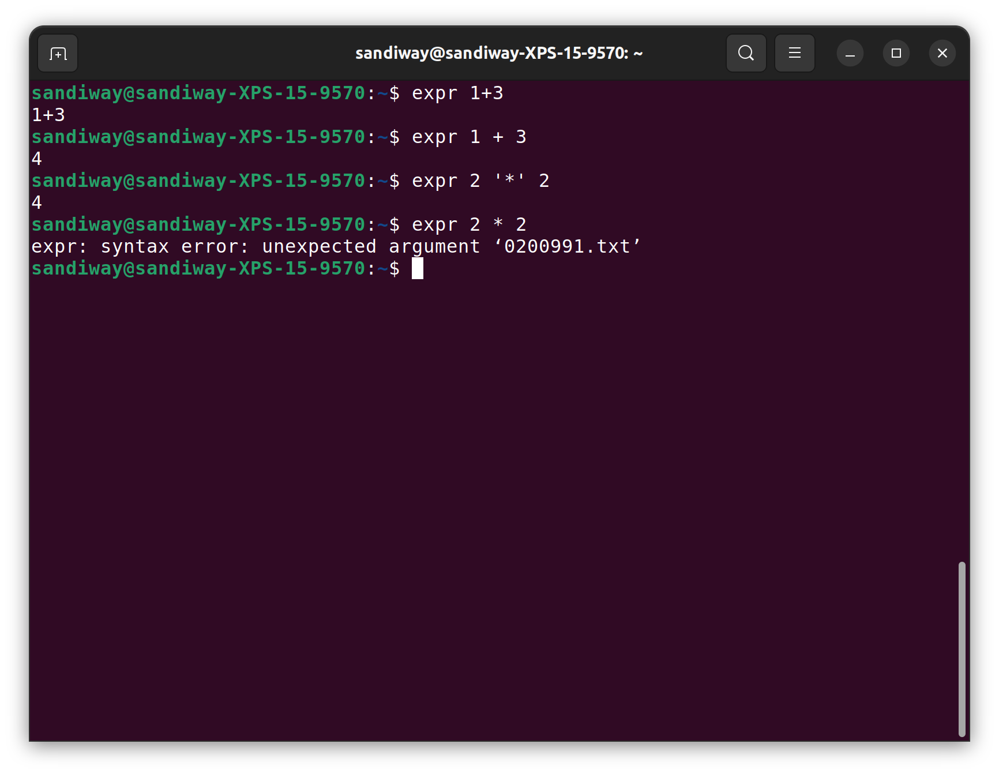 sandiway@sandiway-XPS-15-9570: ~
sandiway@sandiway-XPS-15-9570:~$ expr 1+3
1+3
sandiway@sandiway-XPS-15-9570:~$ expr 1 + 3
4
sandiway@sandiway-XPS-15-9570:~$ expr 2 '*' 2
4
sandiway@sandiway-XPS-15-9570:~$ expr 2 * 2
expr: syntax error: unexpected argument ‘0200991.txt’
sandiway@sandiway-XPS-15-9570:~$